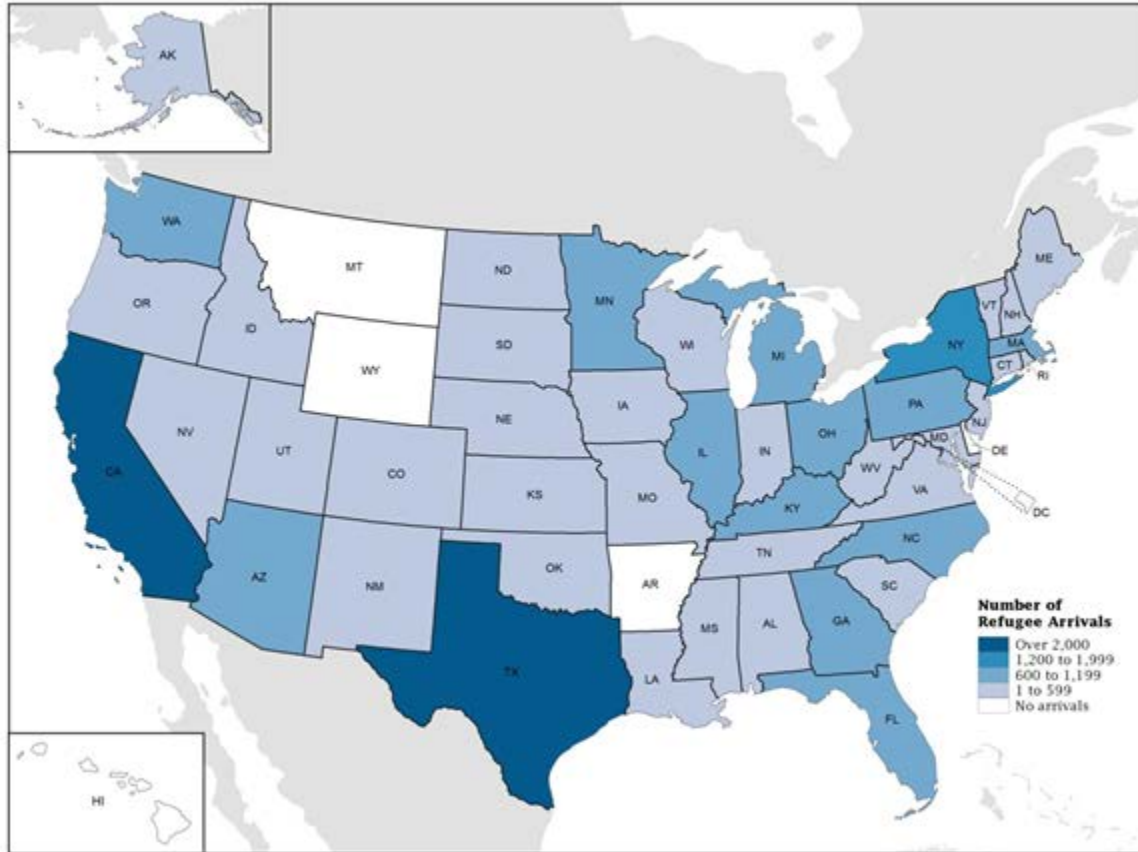 AK
WA
MT
ND
MN
ME
OR
ID
SD
WI
MI
VT
NH
NY
MA
CT
RI
WY
NE
IA
PA
NJ
NV
UT
CO
IL
IN
OH
MD
DE
WV
VA
DC
CA
KS
MO
KY
AZ
NM
OK
AR
TN
NC
SC
TX
LA
MS
AL
GA
FL
HI
Number of
Refugee Arrivals
Over 2,000
1,200 to 1,999
600 to 1,199
1 to 599
No arrivals